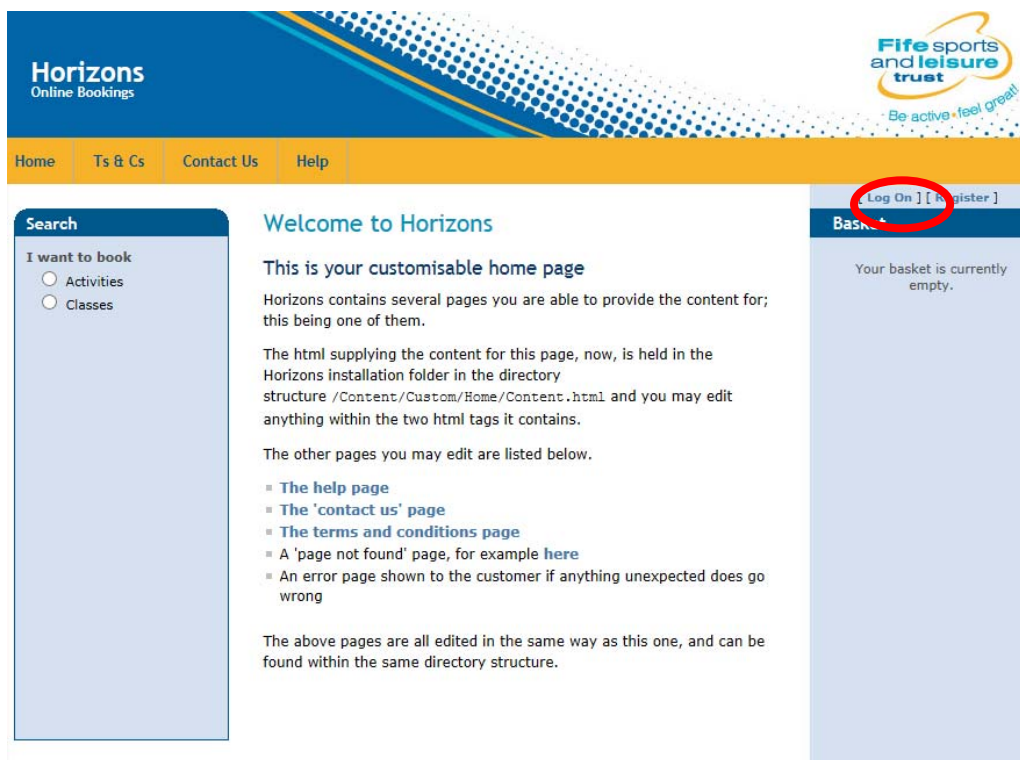 Horizons
Online Bookings
Fife sports
and leisure
trust
Be active • feel great!
Home Ts & Cs Contact Us Help
[ Log On ] [ Register ]
Search
I want to book
Activities
Classes
Welcome to Horizons
This is your customisable home page
Horizons contains several pages you are able to provide the content for;
this being one of them.
The html supplying the content for this page, now, is held in the
Horizons installation folder in the directory
structure /Content/Custom/Home/Content.html and you may edit
anything within the two html tags it contains.
The other pages you may edit are listed below.
The help page
The 'contact us' page
The terms and conditions page
A 'page not found' page, for example here
An error page shown to the customer if anything unexpected does go
wrong
The above pages are all edited in the same way as this one, and can be
found within the same directory structure.
Basket
Your basket is currently
empty.